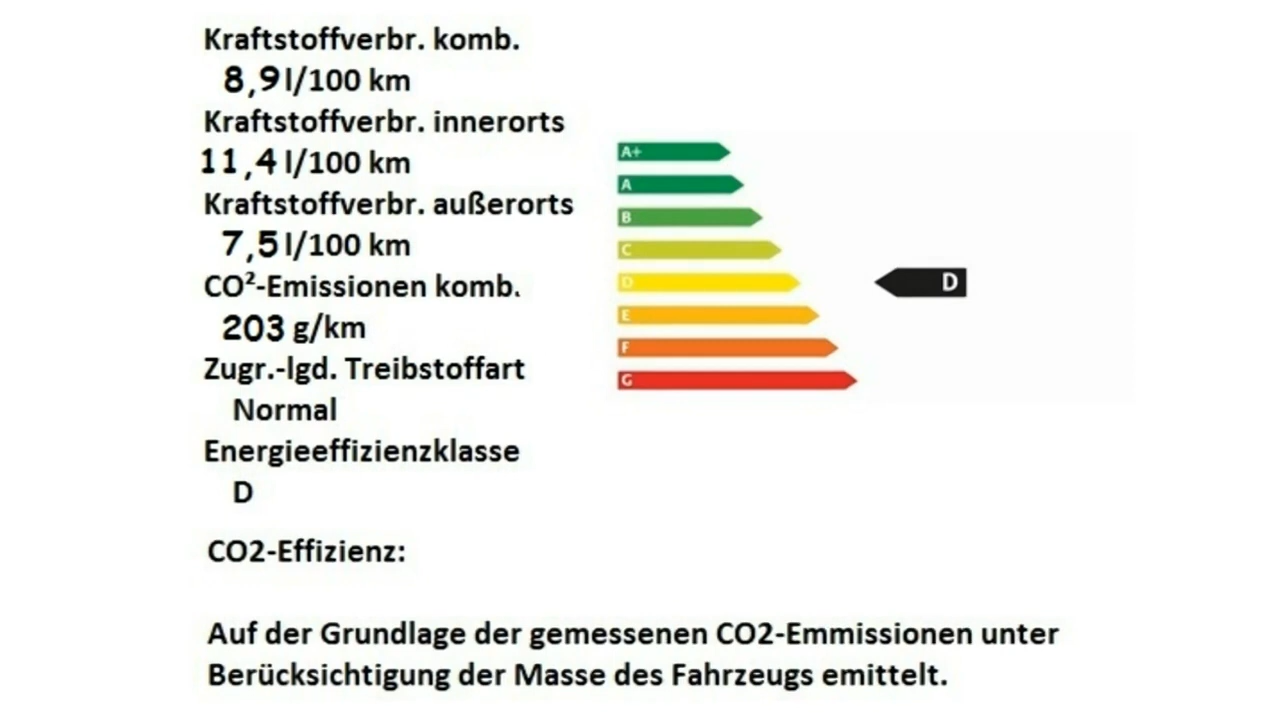 Kraftstoffverbr. komb.
8,9 l/100 km
Kraftstoffverbr. innerorts
11,4 l/100 km
Kraftstoffverbr. außerorts
7,5 l/100 km
CO²-Emissionen komb.
203 g/km
Zugr.-lgd. Treibstoffart
Normal
Energieeffizienzklasse
D
A+
A
B
C
D
D
E
F
G
CO2-Effizienz:
Auf der Grundlage der gemessenen CO2-Emmissionen unter
Berücksichtigung der Masse des Fahrzeugs emittelt.